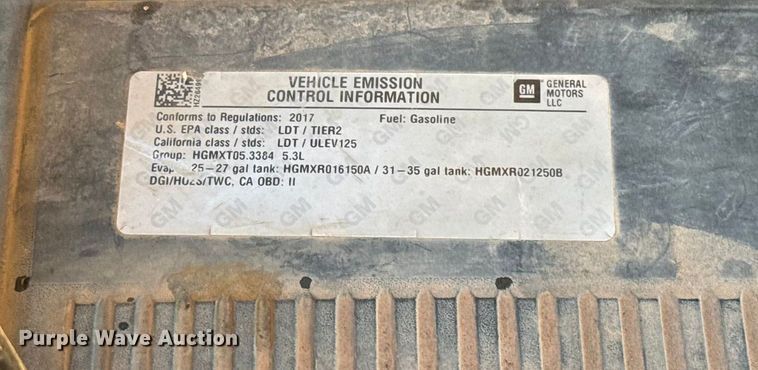 VEHICLE EMISSION
CONTROL INFORMATION
GM
GENERAL
MOTORS
LLC
Conforms to Regulations: 2017 Fuel: Gasoline
U.S. EPA class / stds: LDT / TIER2
California class / stds: LDT / ULEV125
Group: HGMXT05.3384 5.3L
25-27 gal tank: HGMXR016150A / 31-35 gal tank: HGMXR021250B
DGI/HO2S/TWC, CA OBD: II
Purple Wave Auction